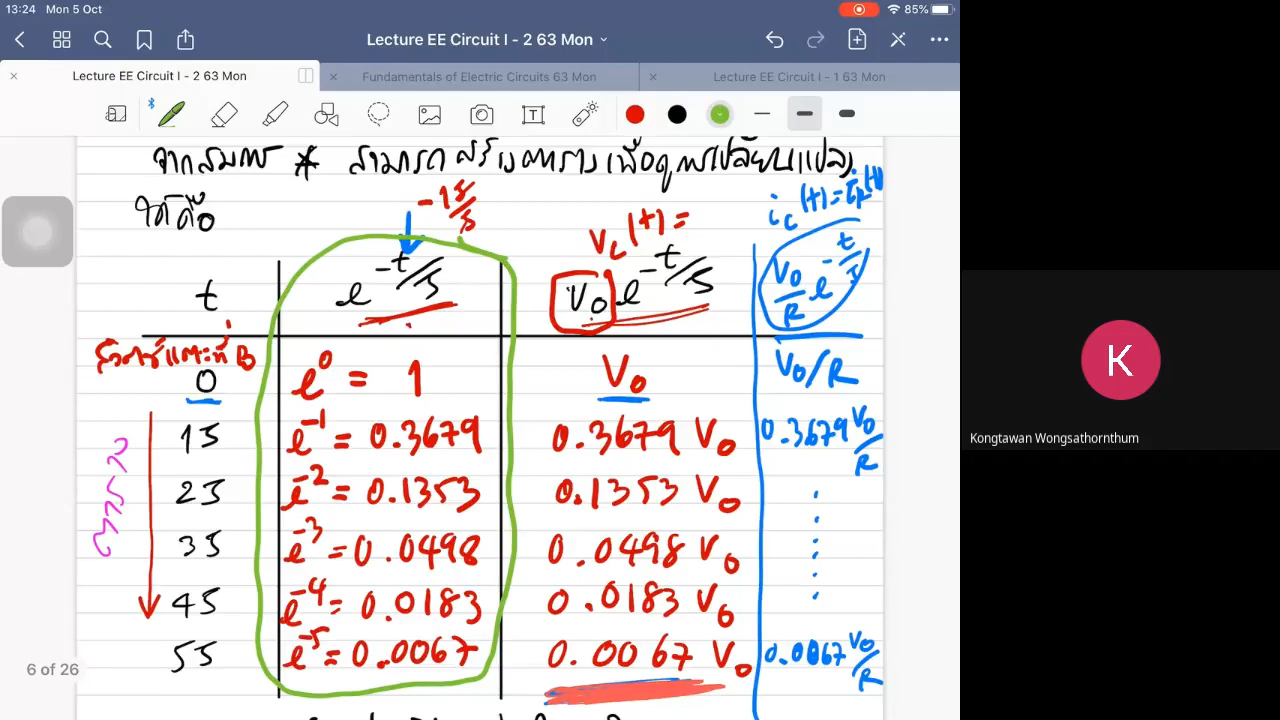 13:24 Mon 5 Oct
85%
Lecture EE Circuit I - 2 63 Mon
Lecture EE Circuit I - 2 63 Mon
Fundamentals of Electric Circuits 63 Mon
Lecture EE Circuit I - 1 63 Mon
จากสมการ * สามารถสร้างตารางเพื่อดูการเปลี่ยนแปลง
ได้คือ
-1τ/τ
v_c(t) =
i_c(t) = i_R(t)
t
e^{-t/τ}
V0 e^{-t/τ}
V0/R e^{-t/τ}
B
0
e^0 = 1
V0
V0/R
1τ
e^{-1} = 0.3679
0.3679 V0
0.3679 V0/R
2τ
e^{-2} = 0.1353
0.1353 V0
3τ
e^{-3} = 0.0498
0.0498 V0
4τ
e^{-4} = 0.0183
0.0183 V0
5τ
e^{-5} = 0.0067
0.0067 V0
0.0067 V0/R
6 of 26
K
Kongtawan Wongsathornthum